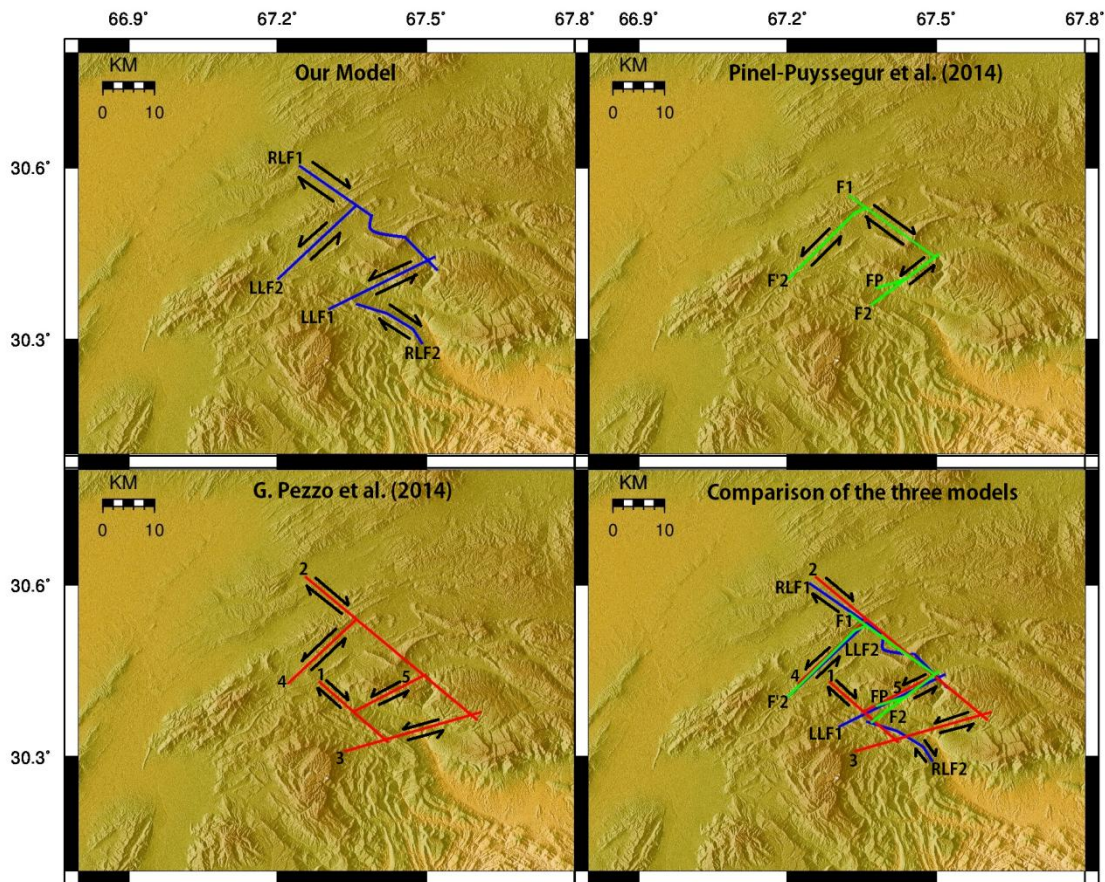 66.9° 67.2° 67.5° 67.8° 67.2° 67.5° 67.8°
KM
0 10
Our Model
30.6°
30.3°
RLF1
LLF2
LLF1
RLF2
KM
0 10
Pinel-Puyssegur et al. (2014)
F1
F'2
FP
F2
KM
0 10
G. Pezzo et al. (2014)
30.6°
30.3°
2
4
1
5
3
KM
0 10
Comparison of the three models
2
RLF1
F1
LLF2
4
1
F'2
5
FP
F2
LLF1
3
RLF2